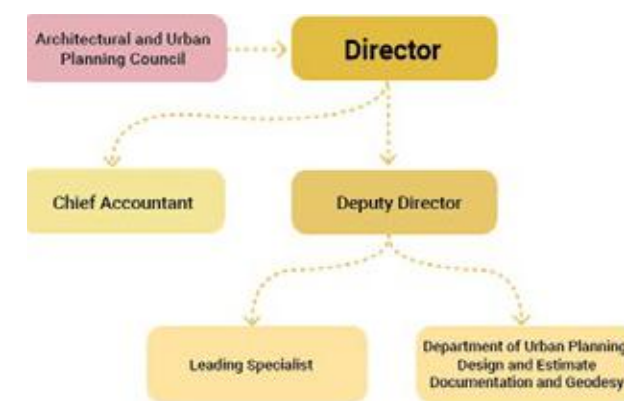 Architectural and Urban
Planning Council
Director
Chief Accountant
Deputy Director
Leading Specialist
Department of Urban Planning
Design and Estimate
Documentation and Geodesy